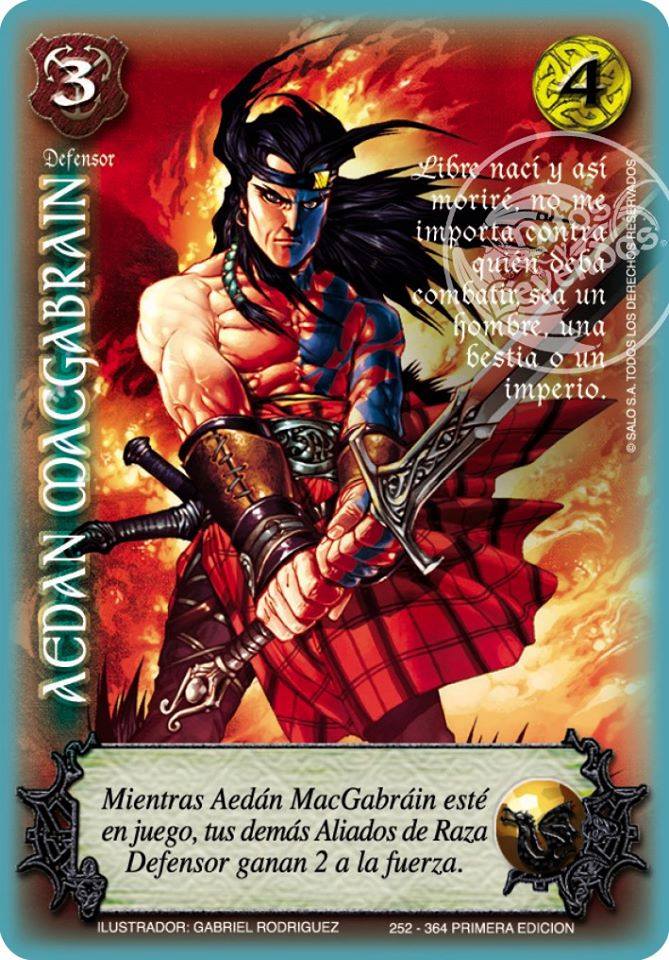 3
4
Defensor
AEDAN MACGABRAIN
Libre nací y así
moriré, no me
importa contra
quién deba
combatir, sea un
hombre, una
bestia o un
imperio.
© SALO S.A. TODOS LOS DERECHOS RESERVADOS
Mientras Aedán MacGabráin esté
en juego, tus demás Aliados de Raza
Defensor ganan 2 a la fuerza.
ILUSTRADOR: GABRIEL RODRIGUEZ
252 - 364 PRIMERA EDICION